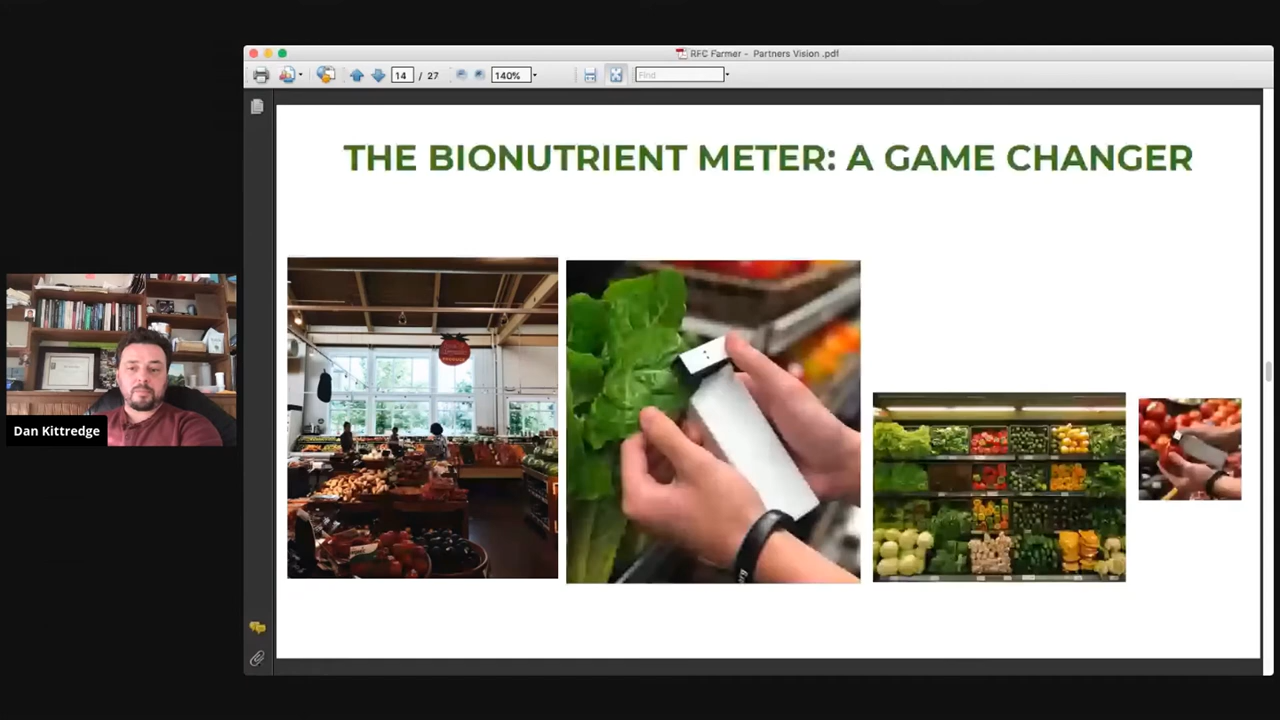 RFC Farmer - Partners Vision .pdf
14 / 27
140%
Find
THE BIONUTRIENT METER: A GAME CHANGER
Dan Kittredge